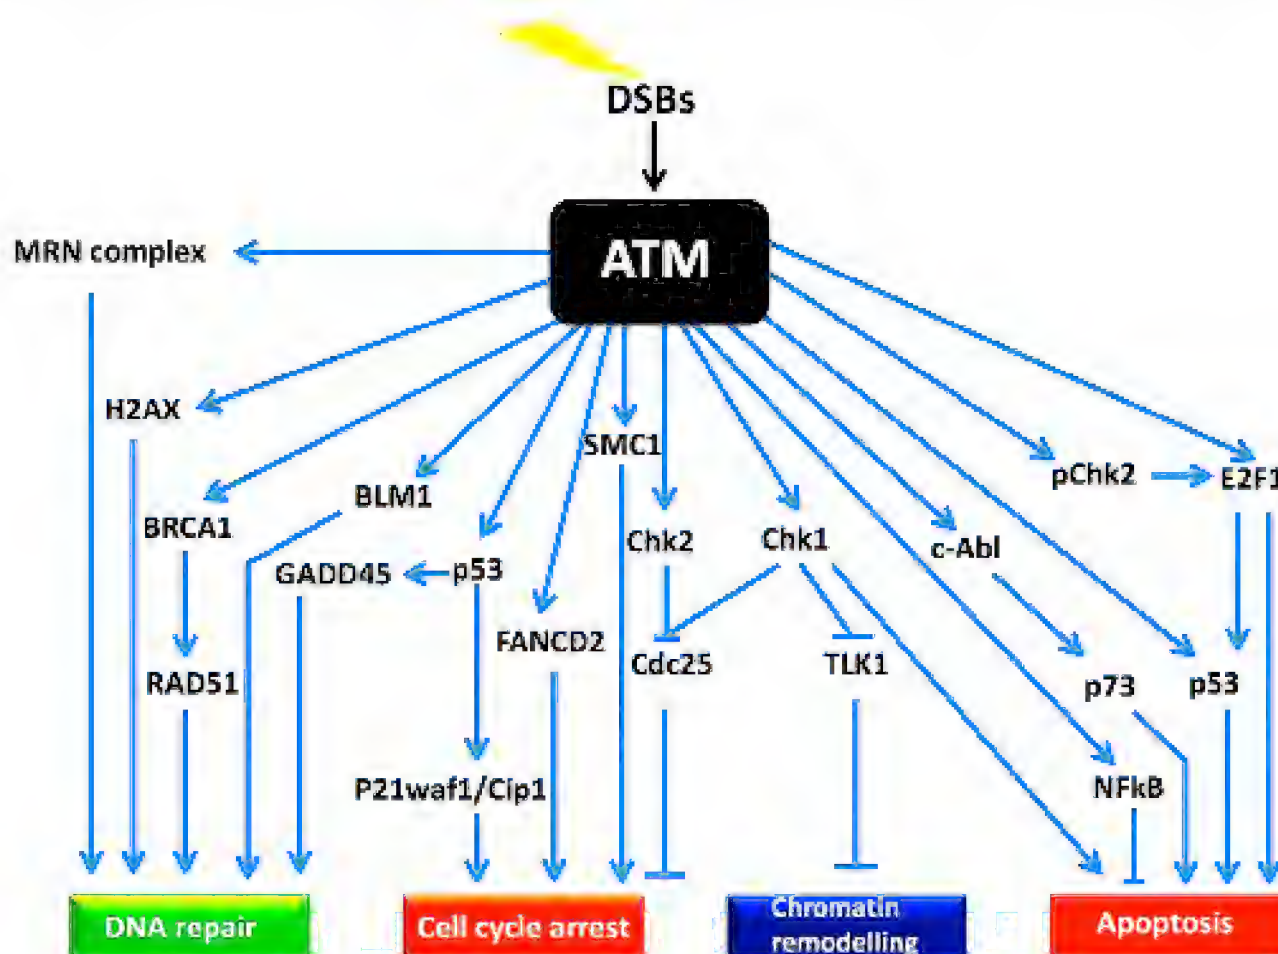 DSBs
ATM
MRN complex
H2AX
SMC1
pChk2
E2F1
BLM1
BRCA1
Chk2
Chk1
c-Abl
GADD45
p53
FANCD2
Cdc25
TLK1
RAD51
p73
p53
P21waf1/Cip1
NFkB
DNA repair
Cell cycle arrest
Chromatin
remodelling
Apoptosis